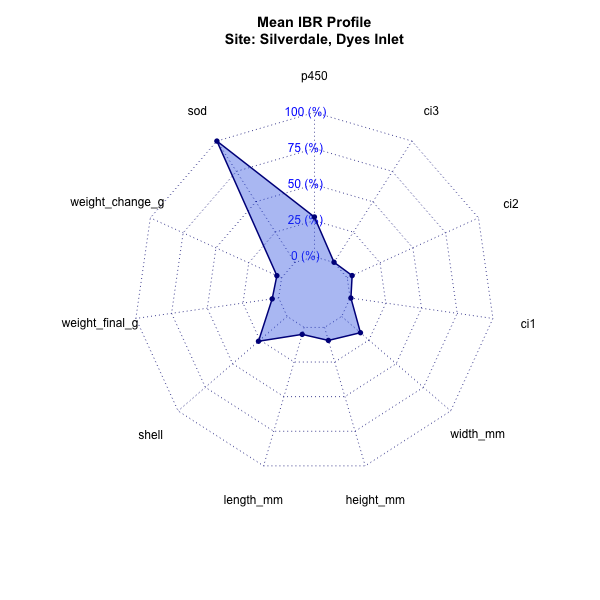 Mean IBR Profile
Site: Silverdale, Dyes Inlet
p450
sod
100 (%)
ci3
75 (%)
50 (%)
weight_change_g
ci2
25 (%)
0 (%)
weight_final_g
ci1
shell
width_mm
length_mm
height_mm